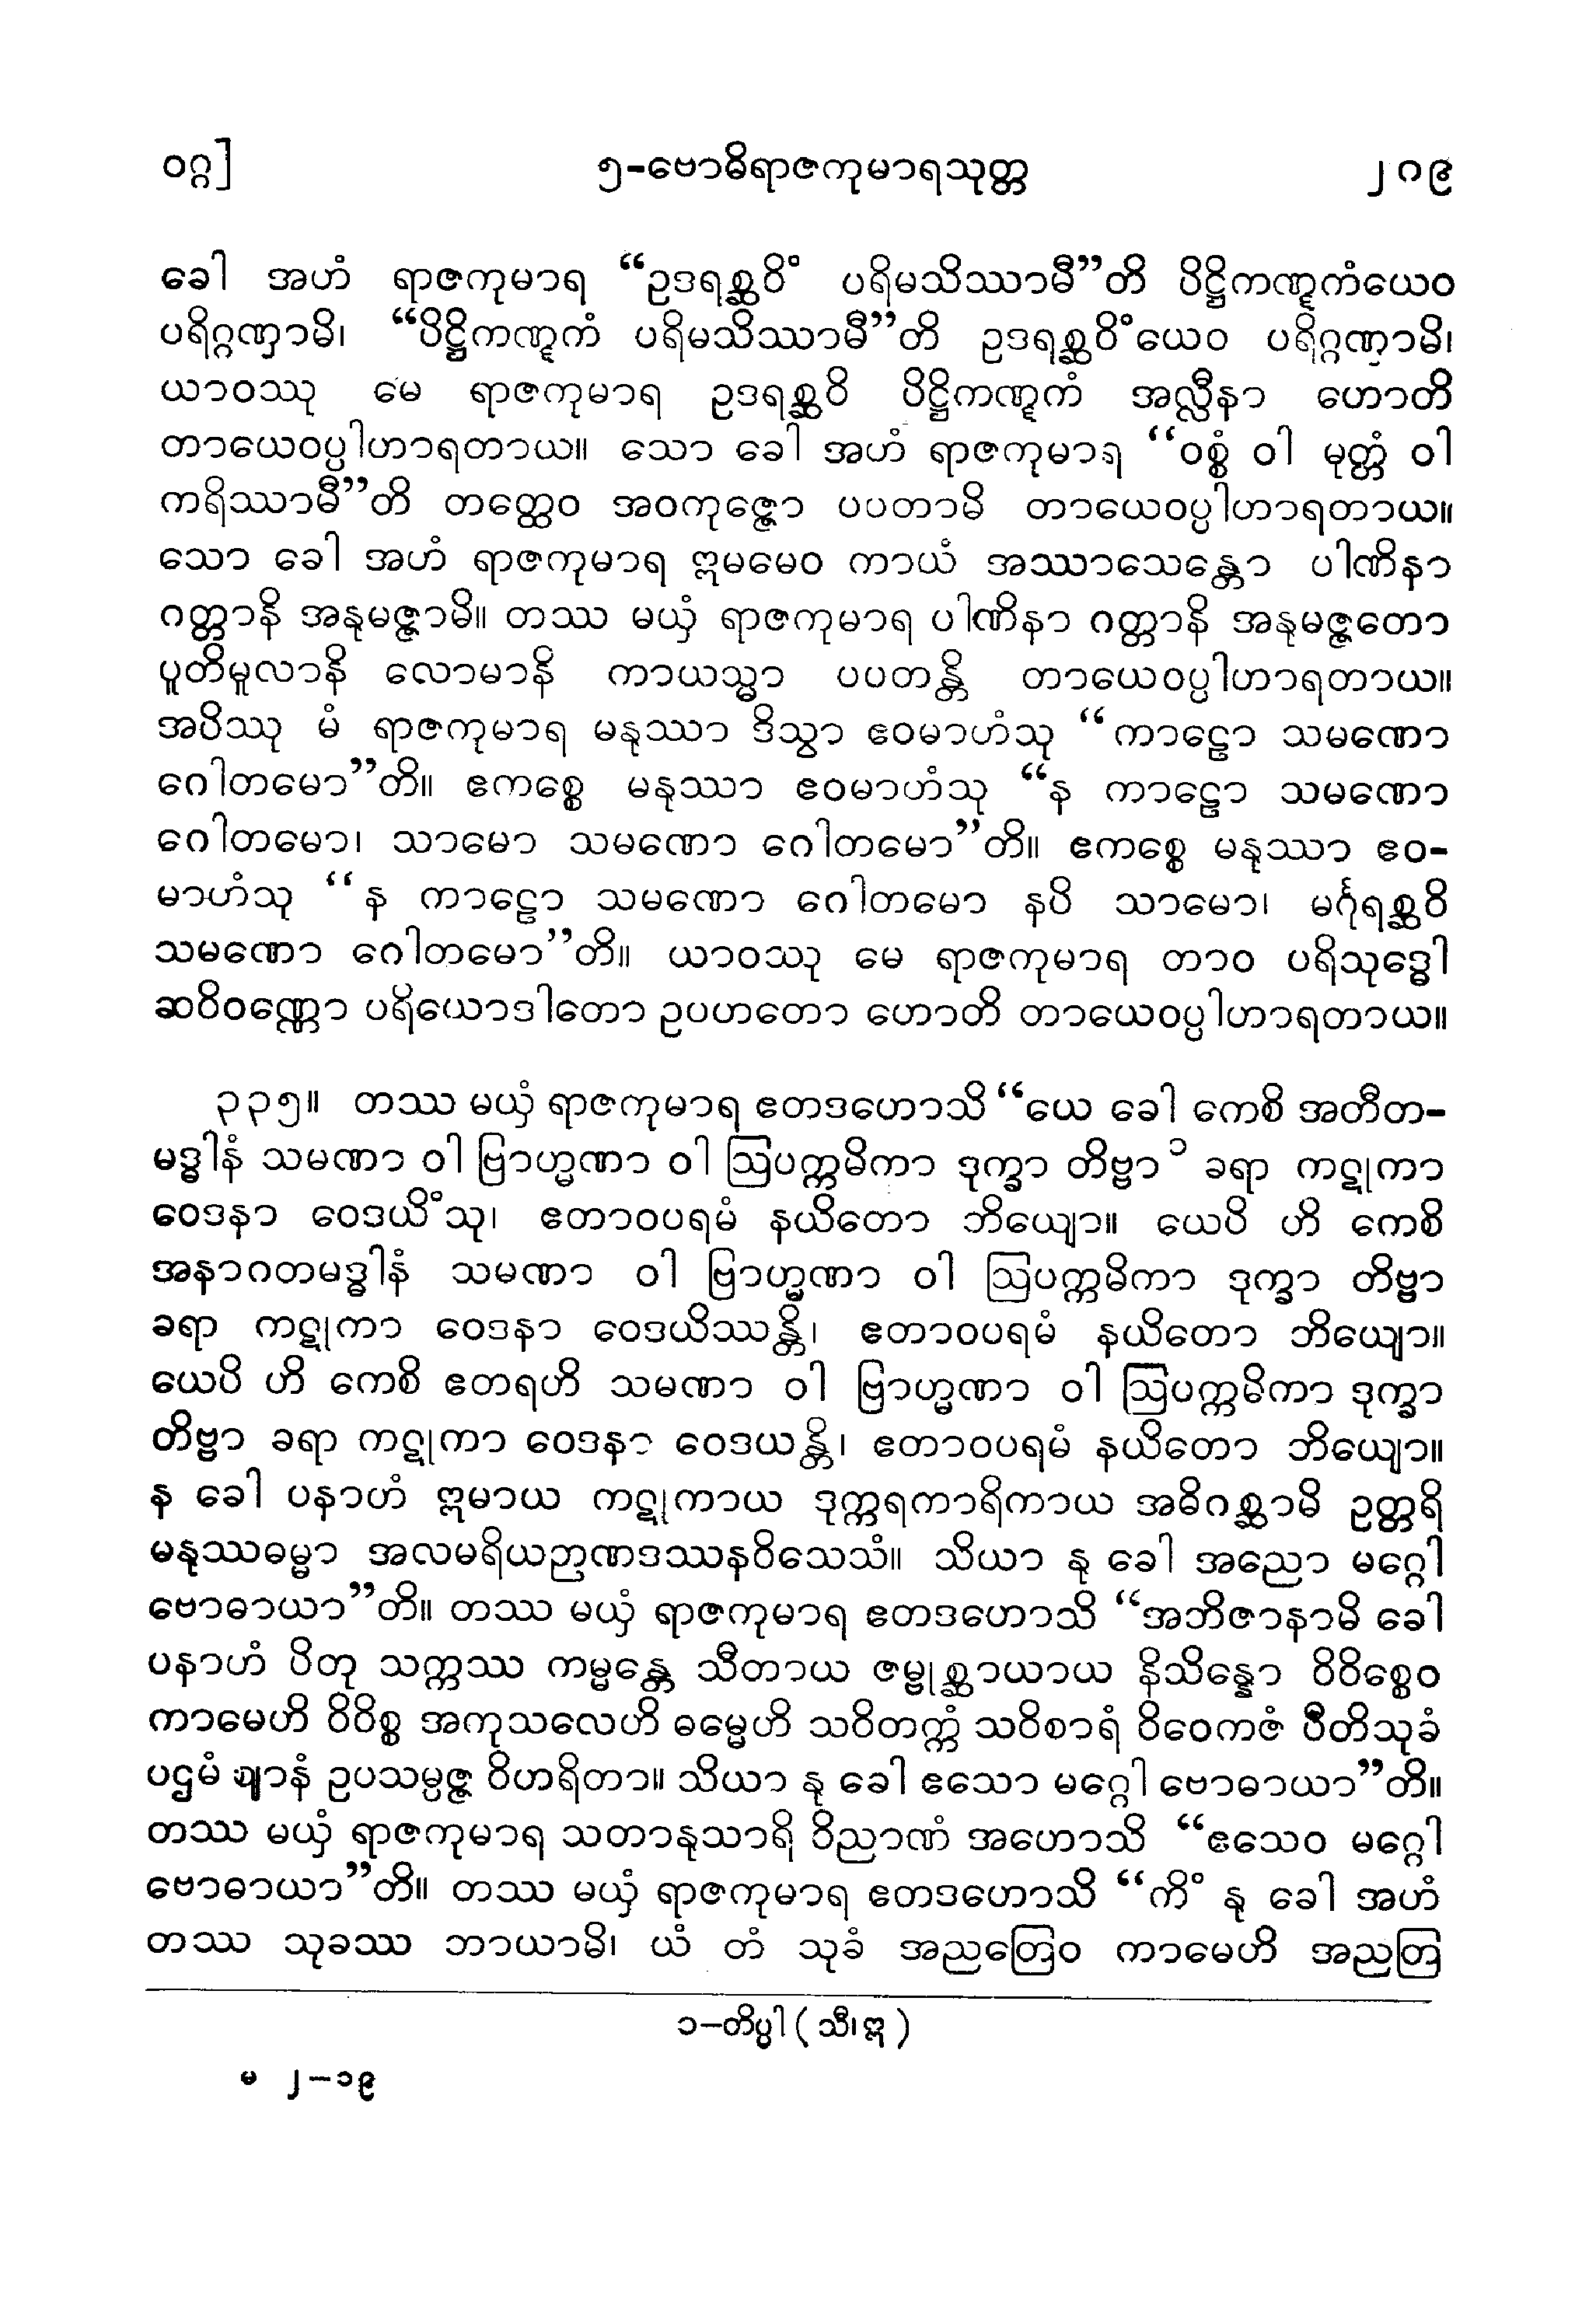 ဝဂ္ဂ] ၅-ဗောဓိရာဇကုမာရသုတ္တ ၂၈၉
ခေါ အဟံ ရာဇကုမာရ “ဥဒရစ္ဆဝိံ ပရိမသိဿာမီ”တိ ပိဋ္ဌိကဏ္ဋကံယေဝ
ပရိဂ္ဂဏှာမိ၊ “ပိဋ္ဌိကဏ္ဋကံ ပရိမသိဿာမီ”တိ ဥဒရစ္ဆဝိံယေဝ ပရိဂ္ဂဏှာမိ၊
ယာဝဿု မေ ရာဇကုမာရ ဥဒရစ္ဆဝိ ပိဋ္ဌိကဏ္ဋကံ အလ္လီနာ ဟောတိ
တာယေဝပ္ပါဟာရတာယ။ သော ခေါ အဟံ ရာဇကုမာရ “ဝစ္စံ ဝါ မုတ္တံ ဝါ
ကရိဿာမီ”တိ တတ္ထေဝ အဝကုဇ္ဇော ပပတာမိ တာယေဝပ္ပါဟာရတာယ။
သော ခေါ အဟံ ရာဇကုမာရ ဣမမေဝ ကာယံ အဿာသေန္တော ပါဏိနာ
ဂတ္တာနိ အနုမဇ္ဇာမိ။ တဿ မယှံ ရာဇကုမာရ ပါဏိနာ ဂတ္တာနိ အနုမဇ္ဇတော
ပူတိမူလာနိ လောမာနိ ကာယသ္မာ ပပတန္တိ တာယေဝပ္ပါဟာရတာယ။
အပိဿု မံ ရာဇကုမာရ မနုဿာ ဒိသွာ ဧဝမာဟံသု “ကာဠော သမဏော
ဂေါတမော”တိ။ ဧကစ္စေ မနုဿာ ဧဝမာဟံသု “န ကာဠော သမဏော
ဂေါတမော၊ သာမော သမဏော ဂေါတမော”တိ။ ဧကစ္စေ မနုဿာ ဧဝ-
မာဟံသု “န ကာဠော သမဏော ဂေါတမော နပိ သာမော၊ မင်္ဂုရစ္ဆဝိ
သမဏော ဂေါတမော”တိ။ ယာဝဿု မေ ရာဇကုမာရ တာဝ ပရိသုဒ္ဓေါ
ဆဝိဝဏ္ဏော ပရိယောဒါတော ဥပဟတော ဟောတိ တာယေဝပ္ပါဟာရတာယ။
၃၃၅။ တဿ မယှံ ရာဇကုမာရ ဧတဒဟောသိ “ယေ ခေါ ကေစိ အတီတ-
မဒ္ဓါနံ သမဏာ ဝါ ဗြာဟ္မဏာ ဝါ ဩပက္ကမိကာ ဒုက္ခာ တိဗ္ဗာ ၁ ခရာ ကဋုကာ
ဝေဒနာ ဝေဒယိံသု၊ ဧတာဝပရမံ နယိတော ဘိယျော။ ယေပိ ဟိ ကေစိ
အနာဂတမဒ္ဓါနံ သမဏာ ဝါ ဗြာဟ္မဏာ ဝါ ဩပက္ကမိကာ ဒုက္ခာ တိဗ္ဗာ
ခရာ ကဋုကာ ဝေဒနာ ဝေဒယိဿန္တိ၊ ဧတာဝပရမံ နယိတော ဘိယျော။
ယေပိ ဟိ ကေစိ ဧတရဟိ သမဏာ ဝါ ဗြာဟ္မဏာ ဝါ ဩပက္ကမိကာ ဒုက္ခာ
တိဗ္ဗာ ခရာ ကဋုကာ ဝေဒနာ ဝေဒယန္တိ၊ ဧတာဝပရမံ နယိတော ဘိယျော။
န ခေါ ပနာဟံ ဣမာယ ကဋုကာယ ဒုက္ကရကာရိကာယ အဓိဂစ္ဆာမိ ဥတ္တရိ
မနုဿဓမ္မာ အလမရိယဉာဏဒဿနဝိသေသံ။ သိယာ နု ခေါ အညော မဂ္ဂေါ
ဗောဓာယာ”တိ။ တဿ မယှံ ရာဇကုမာရ ဧတဒဟောသိ “အဘိဇာနာမိ ခေါ
ပနာဟံ ပိတု သက္ကဿ ကမ္မန္တေ သီတာယ ဇမ္ဗုစ္ဆာယာယ နိသိန္နော ဝိဝိစ္စေဝ
ကာမေဟိ ဝိဝိစ္စ အကုသလေဟိ ဓမ္မေဟိ သဝိတက္ကံ သဝိစာရံ ဝိဝေကဇံ ပီတိသုခံ
ပဌမံ ဈာနံ ဥပသမ္ပဇ္ဇ ဝိဟရိတာ။ သိယာ နု ခေါ ဧသော မဂ္ဂေါ ဗောဓာယာ”တိ။
တဿ မယှံ ရာဇကုမာရ သတာနုသာရိ ဝိညာဏံ အဟောသိ “ဧသေဝ မဂ္ဂေါ
ဗောဓာယာ”တိ။ တဿ မယှံ ရာဇကုမာရ ဧတဒဟောသိ “ကိံ နု ခေါ အဟံ
တဿ သုခဿ ဘာယာမိ၊ ယံ တံ သုခံ အညတြေဝ ကာမေဟိ အညတြ
၁-တိပ္ပါ (သီ၊ဣ)
မ ၂-၁၉